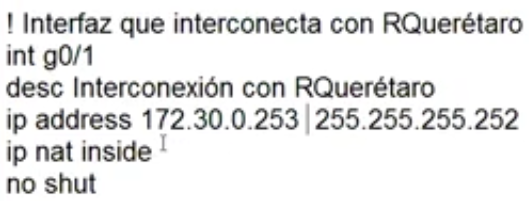 ! Interfaz que interconecta con RQuerétaro
int g0/1
desc Interconexión con RQuerétaro
ip address 172.30.0.253 255.255.255.252
ip nat inside
no shut